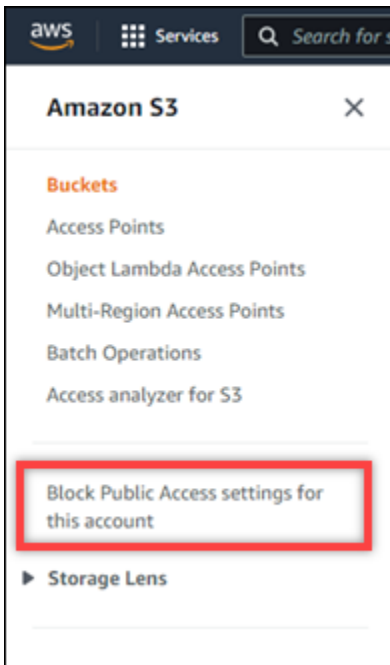 aws
Services
Search for s
Amazon S3
Buckets
Access Points
Object Lambda Access Points
Multi-Region Access Points
Batch Operations
Access analyzer for S3
Block Public Access settings for
this account
Storage Lens